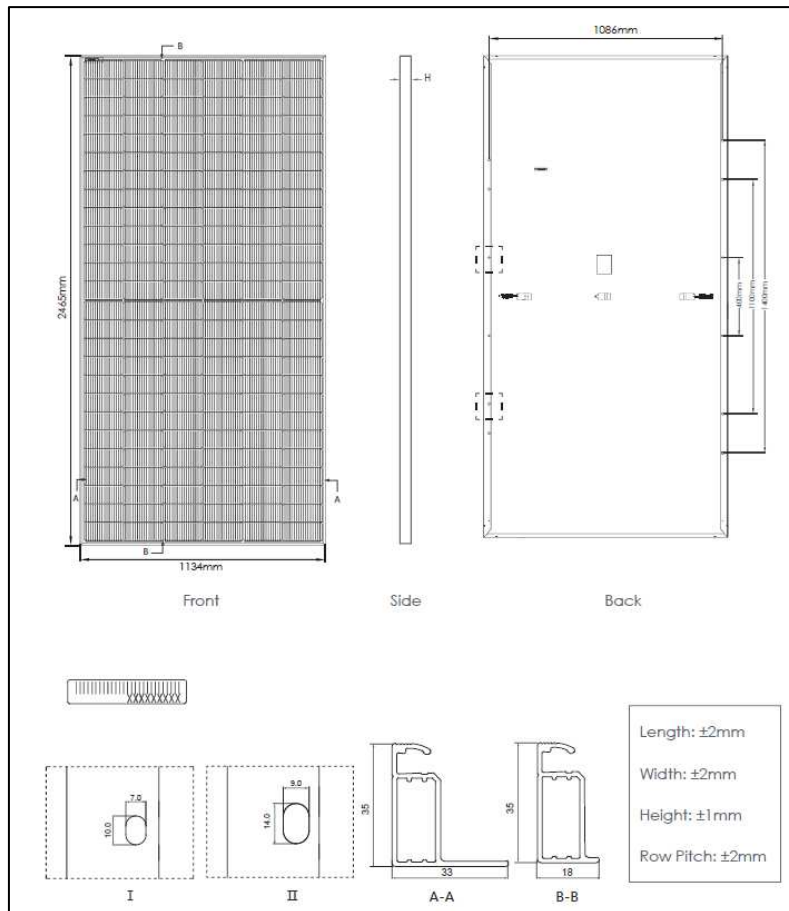 B
1086mm
H
2465mm
400mm
1100mm
1400mm
A
A
B
1134mm
Front
Side
Back
Length: ±2mm
Width: ±2mm
Height: ±1mm
Row Pitch: ±2mm
7.0
10.0
9.0
14.0
35
33
35
18
I
II
A-A
B-B